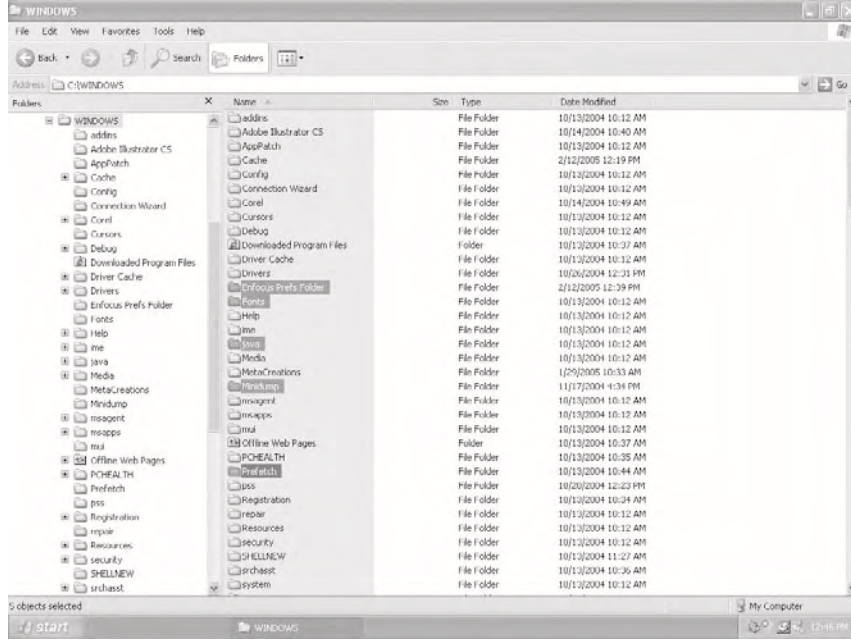 WINDOWS
File Edit View Favorites Tools Help
Back Search Folders
Address C:\WINDOWS Go
Folders
WINDOWS
addins
Adobe Illustrator CS
AppPatch
Cache
Config
Connection Wizard
Corel
Cursors
Debug
Downloaded Program Files
Driver Cache
Drivers
Enfocus Prefs Folder
Fonts
Help
ime
java
Media
MetaCreations
Minidump
msagent
msapps
mui
Offline Web Pages
PCHEALTH
Prefetch
pss
Registration
repair
Resources
security
SHELLNEW
srchasst
Name Size Type Date Modified
addins File Folder 10/13/2004 10:12 AM
Adobe Illustrator CS File Folder 10/14/2004 10:40 AM
AppPatch File Folder 10/13/2004 10:12 AM
Cache File Folder 2/12/2005 12:19 PM
Config File Folder 10/13/2004 10:12 AM
Connection Wizard File Folder 10/13/2004 10:12 AM
Corel File Folder 10/14/2004 10:49 AM
Cursors File Folder 10/13/2004 10:12 AM
Debug File Folder 10/13/2004 10:12 AM
Downloaded Program Files Folder 10/13/2004 10:37 AM
Driver Cache File Folder 10/13/2004 10:12 AM
Drivers File Folder 10/26/2004 12:31 PM
Enfocus Prefs Folder File Folder 2/12/2005 12:39 PM
Fonts File Folder 10/13/2004 10:12 AM
Help File Folder 10/13/2004 10:12 AM
ime File Folder 10/13/2004 10:12 AM
java File Folder 10/13/2004 10:12 AM
Media File Folder 10/13/2004 10:12 AM
MetaCreations File Folder 1/29/2005 10:33 AM
Minidump File Folder 11/17/2004 4:34 PM
msagent File Folder 10/13/2004 10:12 AM
msapps File Folder 10/13/2004 10:12 AM
mui File Folder 10/13/2004 10:12 AM
Offline Web Pages Folder 10/13/2004 10:37 AM
PCHEALTH File Folder 10/13/2004 10:35 AM
Prefetch File Folder 10/13/2004 10:44 AM
pss File Folder 10/20/2004 12:23 PM
Registration File Folder 10/13/2004 10:34 AM
repair File Folder 10/13/2004 10:12 AM
Resources File Folder 10/13/2004 10:12 AM
security File Folder 10/13/2004 10:12 AM
SHELLNEW File Folder 10/13/2004 11:27 AM
srchasst File Folder 10/13/2004 10:36 AM
system File Folder 10/13/2004 10:12 AM
5 objects selected My Computer
start WINDOWS 12:46 PM